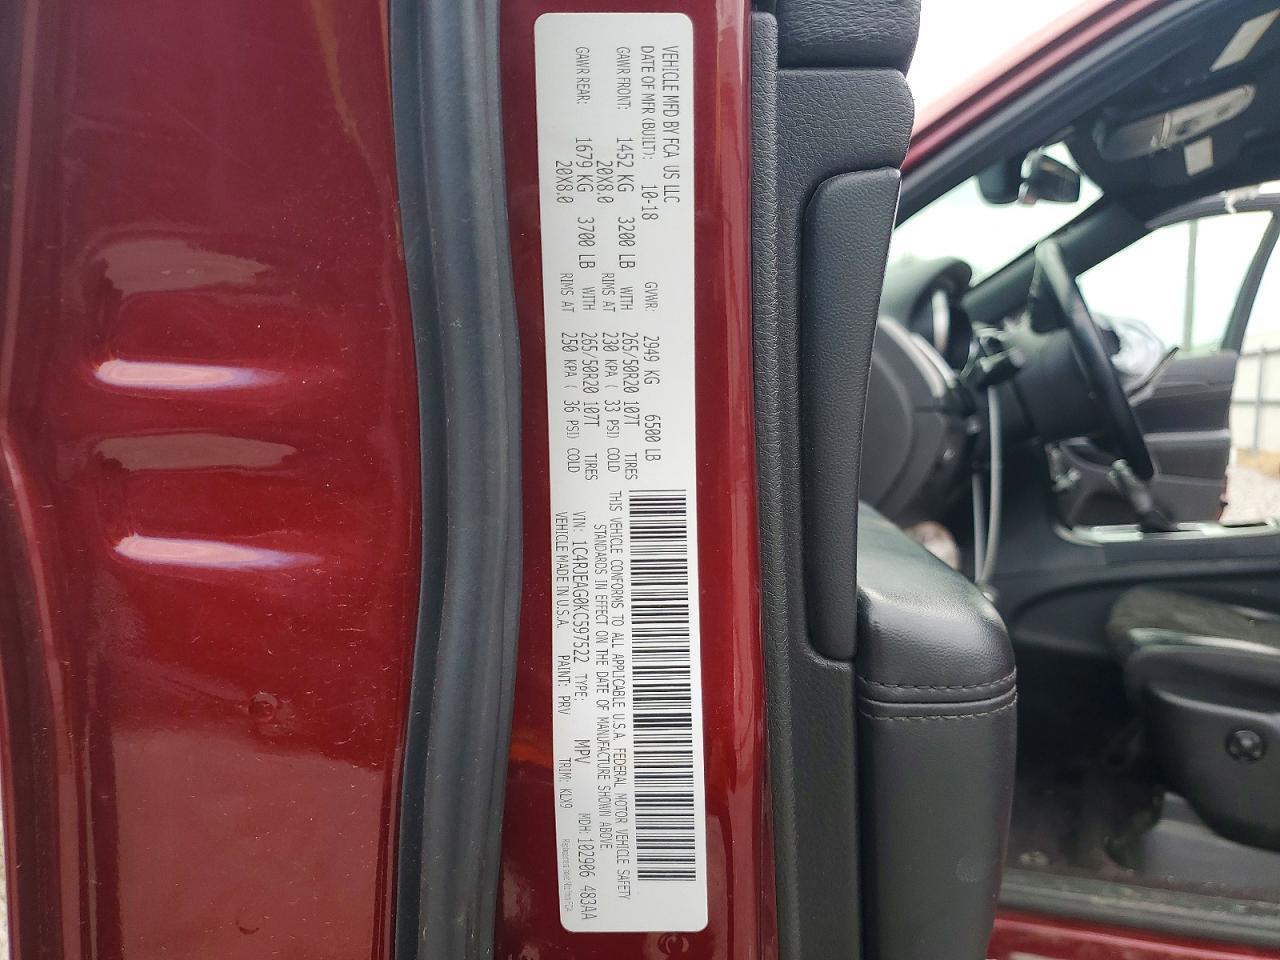 VEHICLE MFD BY FCA US LLC
DATE OF MFR (BUILT): 10-18 GVWR: 2949 KG 6500 LB
GAWR FRONT: 1452 KG 3200 LB WITH 265/50R20 107T TIRES
20X8.0 RIMS AT 230 KPA ( 33 PSI) COLD
GAWR REAR: 1679 KG 3700 LB WITH 265/50R20 107T TIRES
20X8.0 RIMS AT 250 KPA ( 36 PSI) COLD
THIS VEHICLE CONFORMS TO ALL APPLICABLE U.S.A. FEDERAL MOTOR VEHICLE SAFETY
STANDARDS IN EFFECT ON THE DATE OF MANUFACTURE SHOWN ABOVE
VIN: 1C4RJEAG0KC597522 TYPE: MPV MDH: 102906 483AA
VEHICLE MADE IN U.S.A. PAINT: PRV TRIM: KLX9